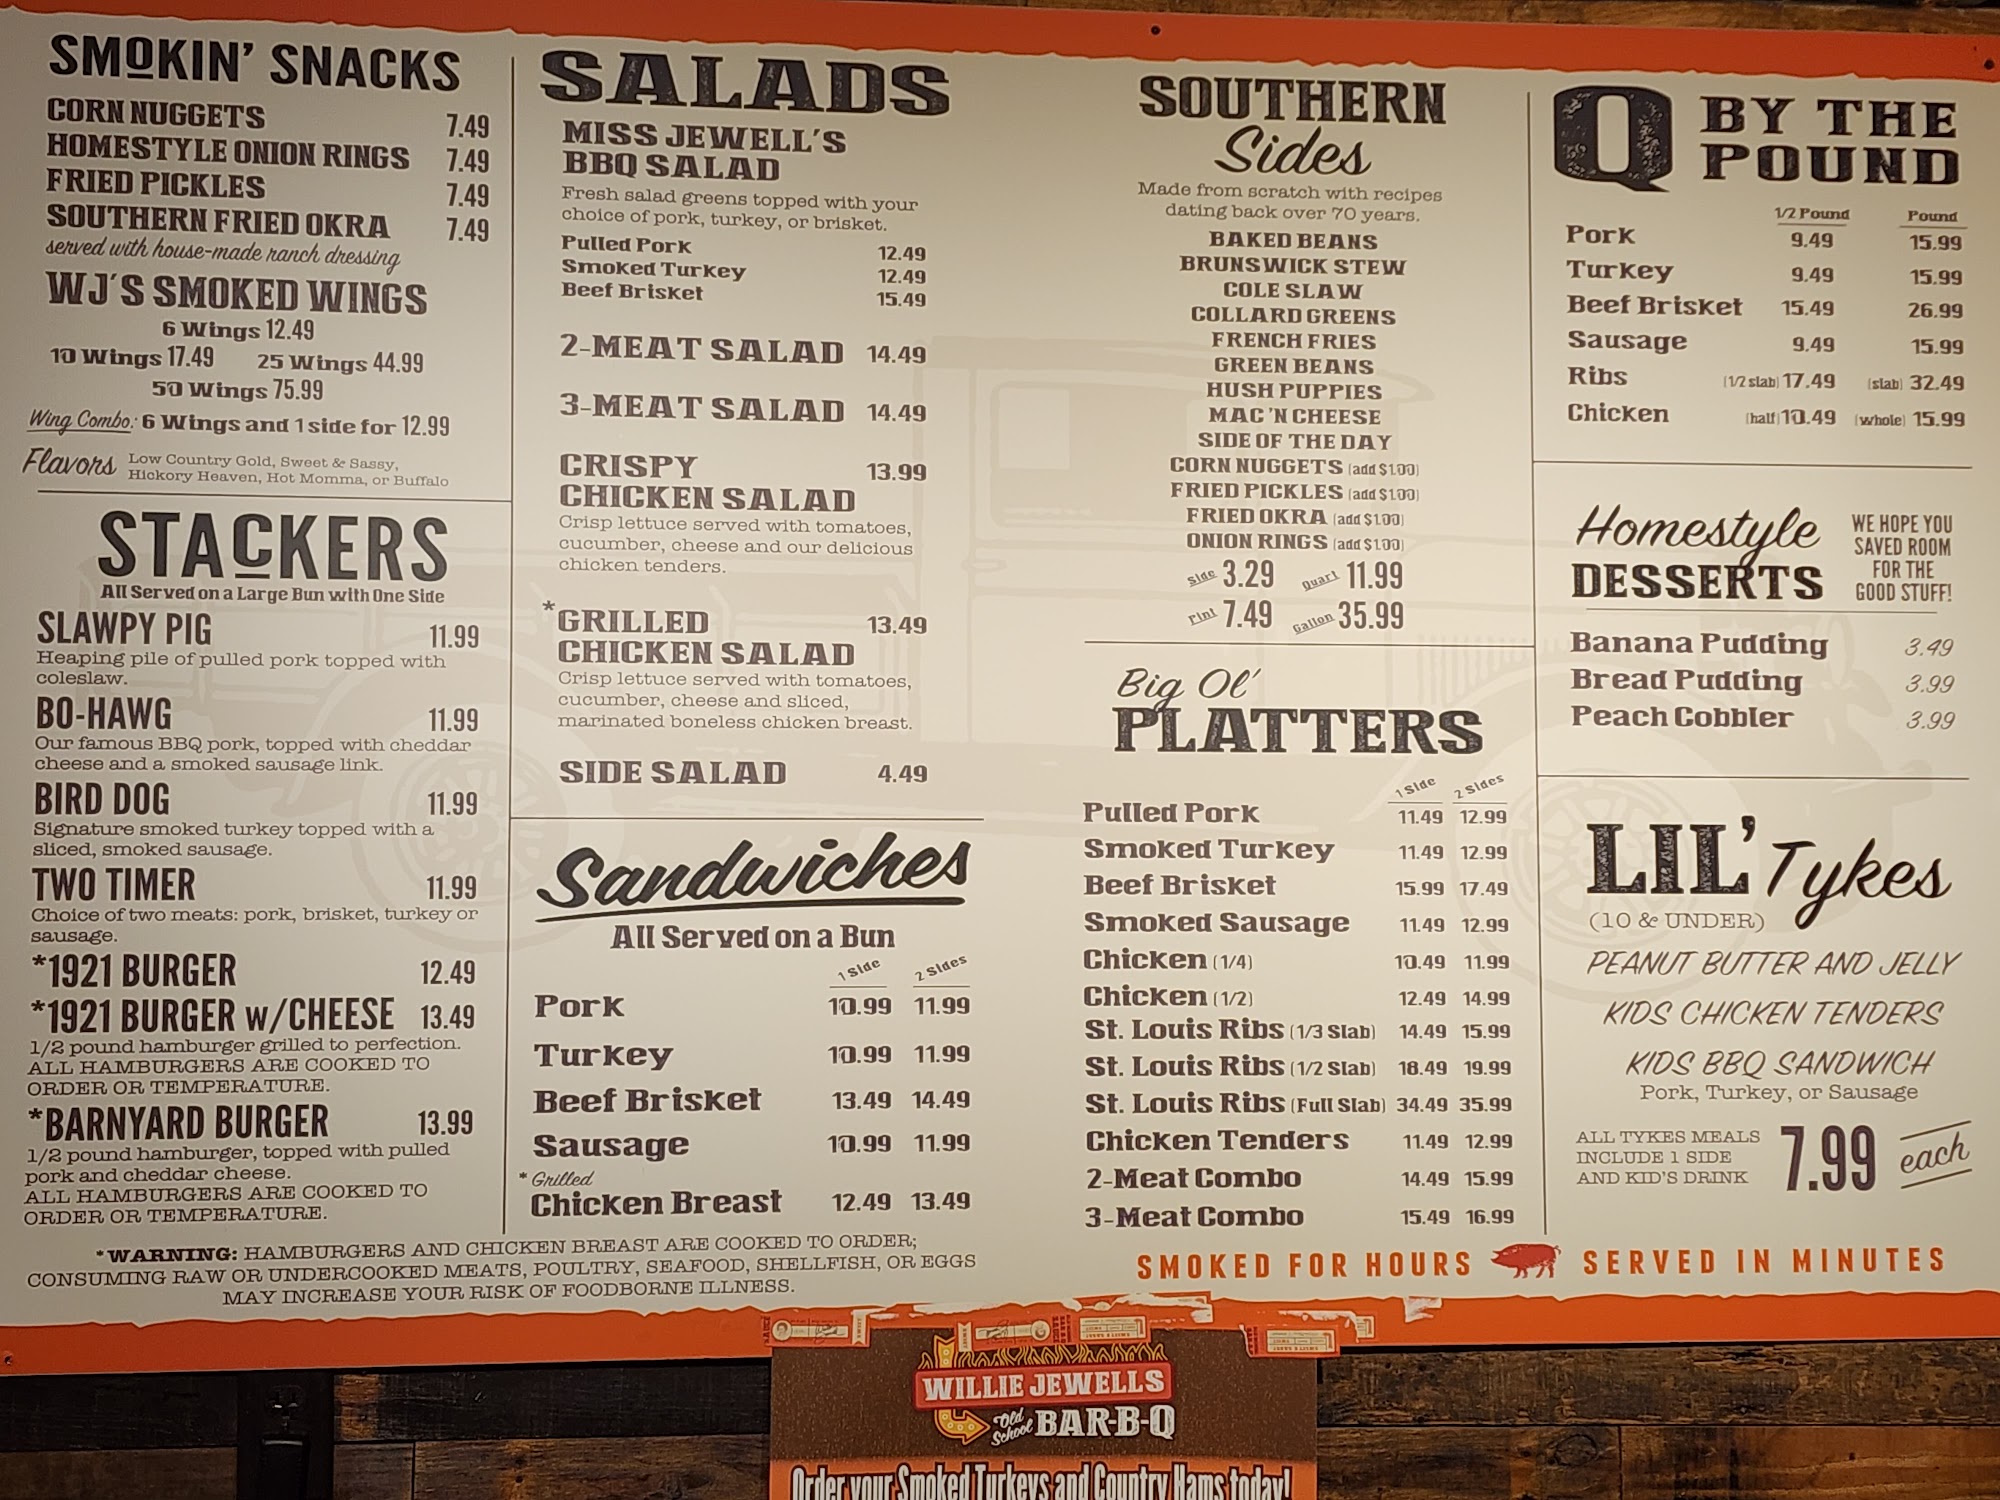 SMOKIN' SNACKS
CORN NUGGETS 7.49
HOMESTYLE ONION RINGS 7.49
FRIED PICKLES 7.49
SOUTHERN FRIED OKRA 7.49
served with house-made ranch dressing
WJ'S SMOKED WINGS
6 Wings 12.49
10 Wings 17.49 25 Wings 44.99
50 Wings 75.99
Wing Combo: 6 Wings and 1 side for 12.99
Flavors Low Country Gold, Sweet & Sassy,
Hickory Heaven, Hot Momma, or Buffalo
STACKERS
All Served on a Large Bun with One Side
SLAWPY PIG 11.99
Heaping pile of pulled pork topped with
coleslaw.
BO-HAWG 11.99
Our famous BBQ pork, topped with cheddar
cheese and a smoked sausage link.
BIRD DOG 11.99
Signature smoked turkey topped with a
sliced, smoked sausage.
TWO TIMER 11.99
Choice of two meats: pork, brisket, turkey or
sausage.
*1921 BURGER 12.49
*1921 BURGER w/CHEESE 13.49
1/2 pound hamburger grilled to perfection.
ALL HAMBURGERS ARE COOKED TO
ORDER OR TEMPERATURE.
*BARNYARD BURGER 13.99
1/2 pound hamburger, topped with pulled
pork and cheddar cheese.
ALL HAMBURGERS ARE COOKED TO
ORDER OR TEMPERATURE.
SALADS
MISS JEWELL'S
BBQ SALAD
Fresh salad greens topped with your
choice of pork, turkey, or brisket.
Pulled Pork 12.49
Smoked Turkey 12.49
Beef Brisket 15.49
2-MEAT SALAD 14.49
3-MEAT SALAD 14.49
CRISPY 13.99
CHICKEN SALAD
Crisp lettuce served with tomatoes,
cucumber, cheese and our delicious
chicken tenders.
*GRILLED 13.49
CHICKEN SALAD
Crisp lettuce served with tomatoes,
cucumber, cheese and sliced,
marinated boneless chicken breast.
SIDE SALAD 4.49
Sandwiches
All Served on a Bun
1 Side 2 Sides
Pork 10.99 11.99
Turkey 10.99 11.99
Beef Brisket 13.49 14.49
Sausage 10.99 11.99
* Grilled
Chicken Breast 12.49 13.49
*WARNING: HAMBURGERS AND CHICKEN BREAST ARE COOKED TO ORDER;
CONSUMING RAW OR UNDERCOOKED MEATS, POULTRY, SEAFOOD, SHELLFISH, OR EGGS
MAY INCREASE YOUR RISK OF FOODBORNE ILLNESS.
SOUTHERN
Sides
Made from scratch with recipes
dating back over 70 years.
BAKED BEANS
BRUNSWICK STEW
COLE SLAW
COLLARD GREENS
FRENCH FRIES
GREEN BEANS
HUSH PUPPIES
MAC 'N CHEESE
SIDE OF THE DAY
CORN NUGGETS (add $1.00)
FRIED PICKLES (add $1.00)
FRIED OKRA (add $1.00)
ONION RINGS (add $1.00)
Side 3.29 Quart 11.99
Pint 7.49 Gallon 35.99
Big Ol'
PLATTERS
1 Side 2 Sides
Pulled Pork 11.49 12.99
Smoked Turkey 11.49 12.99
Beef Brisket 15.99 17.49
Smoked Sausage 11.49 12.99
Chicken (1/4) 10.49 11.99
Chicken (1/2) 12.49 14.99
St. Louis Ribs (1/3 Slab) 14.49 15.99
St. Louis Ribs (1/2 Slab) 18.49 19.99
St. Louis Ribs (Full Slab) 34.49 35.99
Chicken Tenders 11.49 12.99
2-Meat Combo 14.49 15.99
3-Meat Combo 15.49 16.99
Q BY THE
POUND
1/2 Pound Pound
Pork 9.49 15.99
Turkey 9.49 15.99
Beef Brisket 15.49 26.99
Sausage 9.49 15.99
Ribs (1/2 slab) 17.49 (slab) 32.49
Chicken (half) 10.49 (whole) 15.99
Homestyle
DESSERTS
WE HOPE YOU
SAVED ROOM
FOR THE
GOOD STUFF!
Banana Pudding 3.49
Bread Pudding 3.99
Peach Cobbler 3.99
LIL' Tykes
(10 & UNDER)
PEANUT BUTTER AND JELLY
KIDS CHICKEN TENDERS
KIDS BBQ SANDWICH
Pork, Turkey, or Sausage
ALL TYKES MEALS
INCLUDE 1 SIDE
AND KID'S DRINK
7.99 each
SMOKED FOR HOURS SERVED IN MINUTES
WILLIE JEWELLS
Old School BAR-B-Q
Order your Smoked Turkeys and Country Hams today!